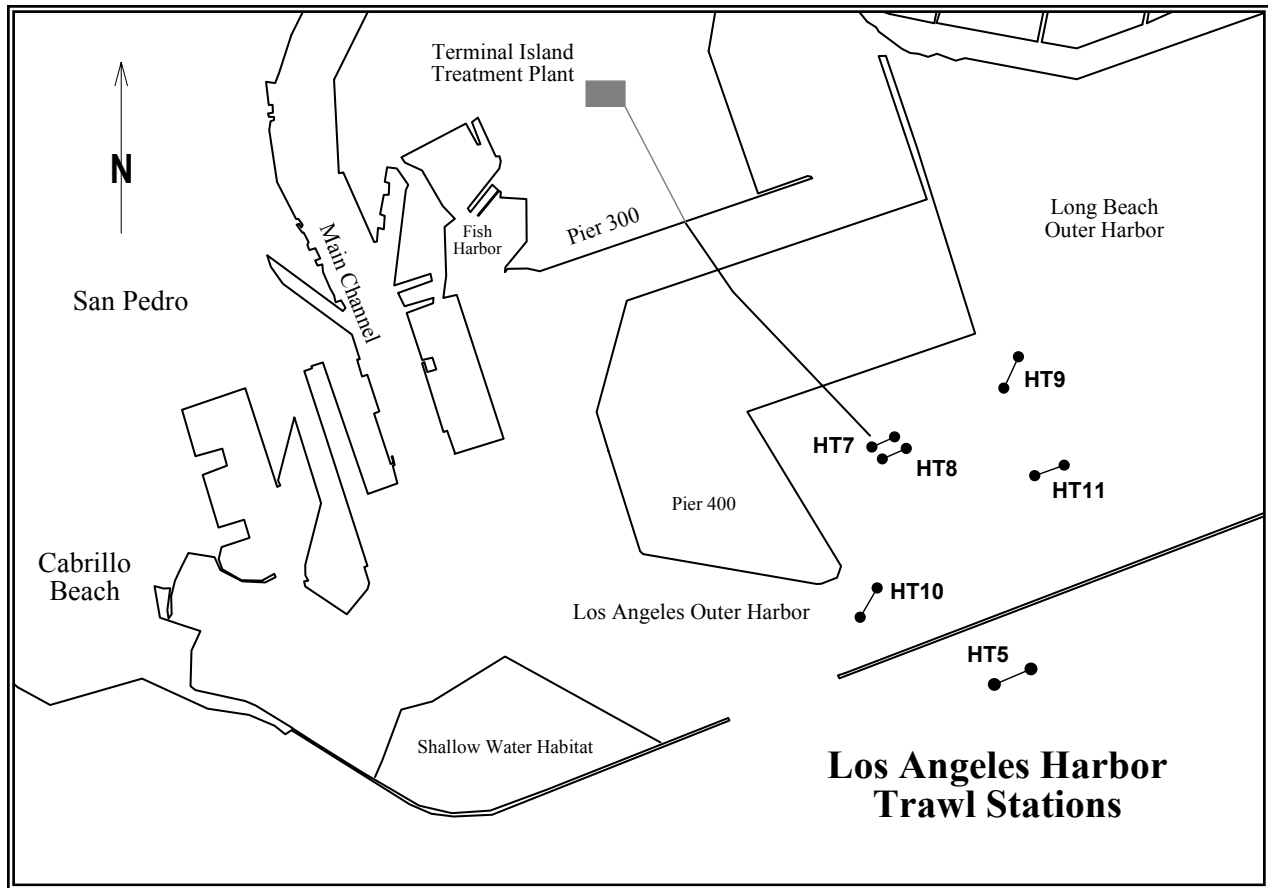 Terminal Island
Treatment Plant
N
Long Beach
Outer Harbor
Pier 300
Fish
Harbor
Main Channel
San Pedro
HT9
HT7
HT8
HT11
Pier 400
Cabrillo
Beach
HT10
Los Angeles Outer Harbor
HT5
Shallow Water Habitat
Los Angeles Harbor
Trawl Stations